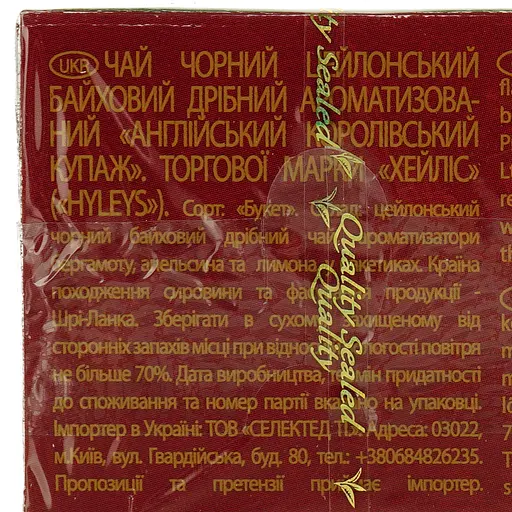 UKR ЧАЙ ЧОРНИЙ ЦЕЙЛОНСЬКИЙ
БАЙХОВИЙ ДРІБНИЙ АРОМАТИЗОВА-
НИЙ «АНГЛІЙСЬКИЙ КОРОЛІВСЬКИЙ
КУПАЖ». ТОРГОВОЇ МАРКИ «ХЕЙЛІС»
(«HYLEYS»). Сорт: «Букет». Склад: цейлонський
чорний байховий дрібний чай, ароматизатори
бергамоту, апельсина та лимона у пакетиках. Країна
походження сировини та фасування продукції -
Шрі-Ланка. Зберігати в сухому, захищеному від
сторонніх запахів місці при відносній вологості повітря
не більше 70%. Дата виробництва, термін придатності
до споживання та номер партії вказано на упаковці.
Імпортер в Україні: ТОВ «СЕЛЕКТЕД ТІ». Адреса: 03022,
м.Київ, вул. Гвардійська, буд. 80, тел.: +380684826235.
Пропозиції та претензії приймає імпортер.
y Sealed
Quality Sealed
Quality